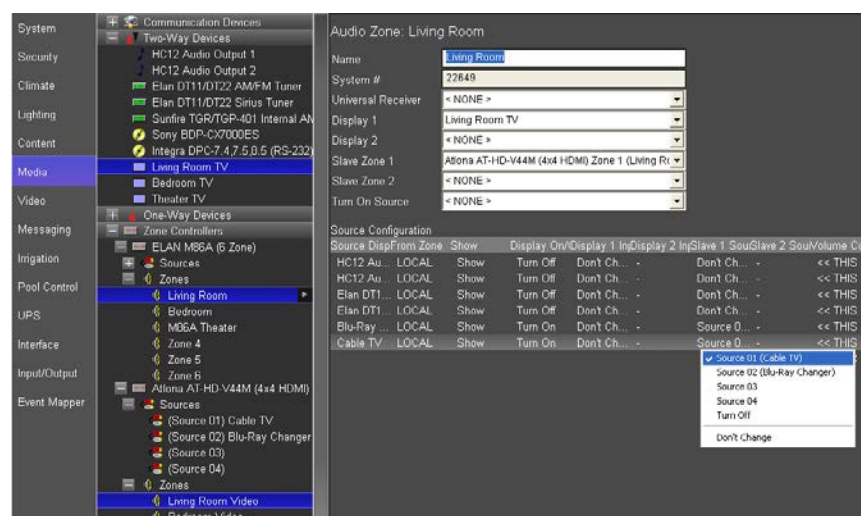 System
Security
Climate
Lighting
Content
Media
Video
Messaging
Irrigation
Pool Control
UPS
Interface
Input/Output
Event Mapper
Communication Devices
Two-Way Devices
HC12 Audio Output 1
HC12 Audio Output 2
Elan DT11/DT22 AM/FM Tuner
Elan DT11/DT22 Sirius Tuner
Sunfire TGR/TGP-401 Internal AM
Sony BDP-CX7000ES
Integra DPC-7.4,7.5,8.5 (RS-232)
Living Room TV
Bedroom TV
Theater TV
One-Way Devices
Zone Controllers
ELAN M86A (6 Zone)
Sources
Zones
Living Room
Bedroom
M86A Theater
Zone 4
Zone 5
Zone 6
Atlona AT-HD-V44M (4x4 HDMI)
Sources
(Source 01) Cable TV
(Source 02) Blu-Ray Changer
(Source 03)
(Source 04)
Zones
Living Room Video
Bedroom Video
Audio Zone: Living Room
Name Living Room
System # 22649
Universal Receiver < NONE >
Display 1 Living Room TV
Display 2 < NONE >
Slave Zone 1 Atlona AT-HD-V44M (4x4 HDMI) Zone 1 (Living Ro
Slave Zone 2 < NONE >
Turn On Source < NONE >
Source Configuration
Source Disp From Zone Show Display On/ Display 1 Inp Display 2 Inp Slave 1 Sou Slave 2 Sou Volume Co
HC12 Au... LOCAL Show Turn Off Don't Ch... - Don't Ch... - << THIS
HC12 Au... LOCAL Show Turn Off Don't Ch... - Don't Ch... - << THIS
Elan DT1... LOCAL Show Turn Off Don't Ch... - Don't Ch... - << THIS
Elan DT1... LOCAL Show Turn Off Don't Ch... - Don't Ch... - << THIS
Blu-Ray ... LOCAL Show Turn On Don't Ch... - Source 0... - << THIS
Cable TV LOCAL Show Turn On Don't Ch... - Source 0... - << THIS
Source 01 (Cable TV)
Source 02 (Blu-Ray Changer)
Source 03
Source 04
Turn Off
Don't Change